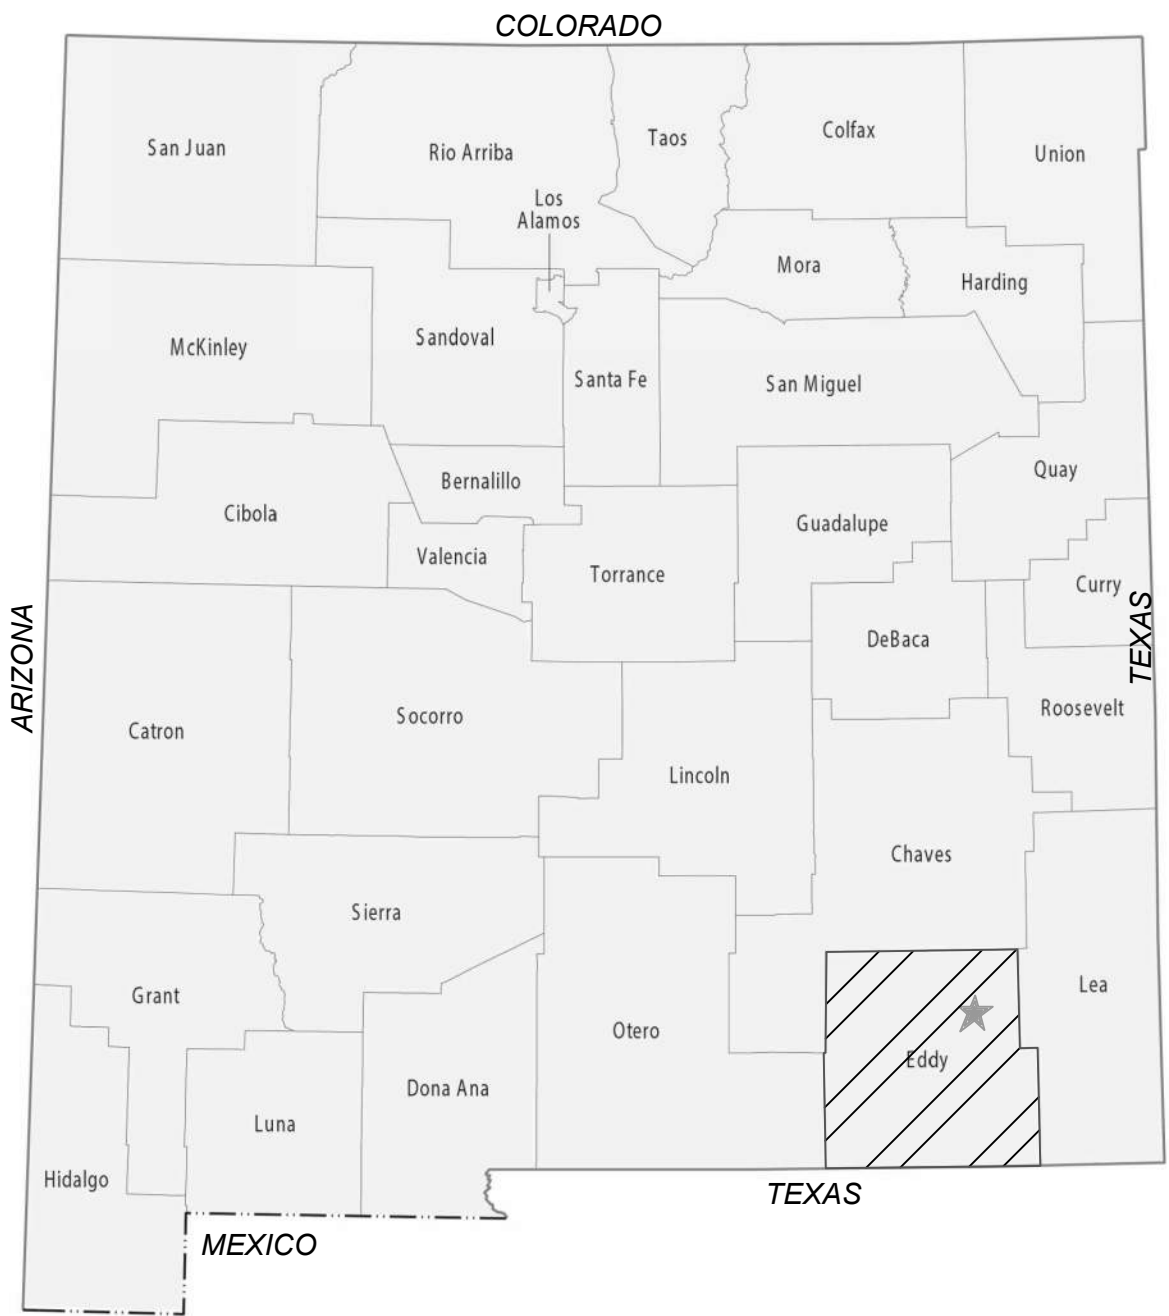 COLORADO
San Juan
Rio Arriba
Taos
Colfax
Union
Los
Alamos
Mora
Harding
McKinley
Sandoval
Santa Fe
San Miguel
Quay
Bernalillo
Cibola
Guadalupe
Valencia
Torrance
Curry
DeBaca
ARIZONA
TEXAS
Catron
Socorro
Roosevelt
Lincoln
Chaves
Sierra
Grant
Lea
Otero
Eddy
Dona Ana
Luna
Hidalgo
TEXAS
MEXICO